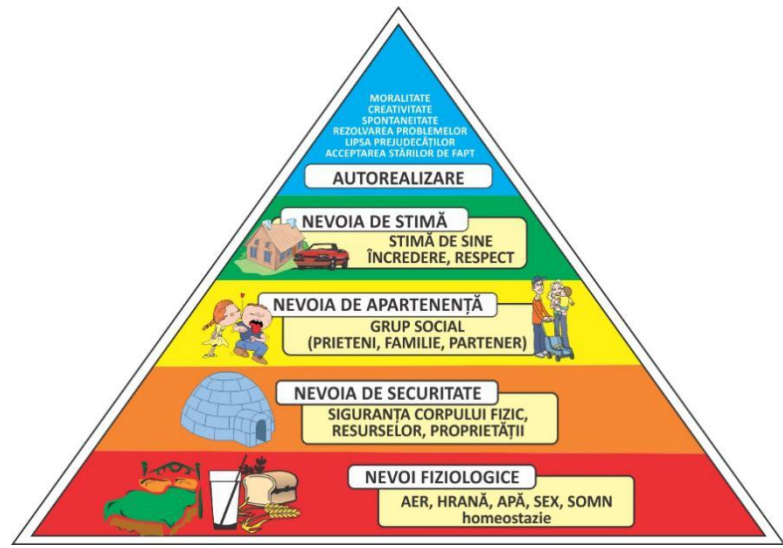 MORALITATE
CREATIVITATE
SPONTANEITATE
REZOLVAREA PROBLEMELOR
LIPSA PREJUDECĂȚILOR
ACCEPTAREA STĂRILOR DE FAPT
AUTOREALIZARE
NEVOIA DE STIMĂ
STIMĂ DE SINE
ÎNCREDERE, RESPECT
NEVOIA DE APARTENENȚĂ
GRUP SOCIAL
(PRIETENI, FAMILIE, PARTENER)
NEVOIA DE SECURITATE
SIGURANȚA CORPULUI FIZIC,
RESURSELOR, PROPRIETĂȚII
NEVOI FIZIOLOGICE
AER, HRANĂ, APĂ, SEX, SOMN
homeostazie